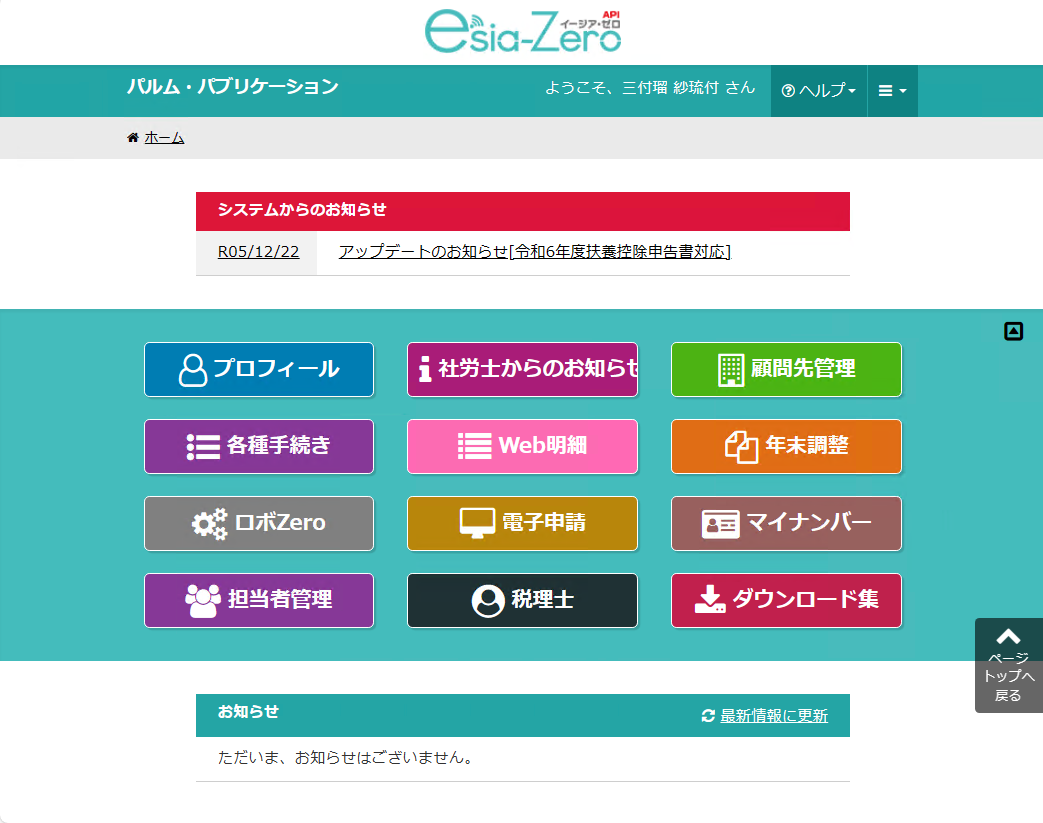 esia-Zero イージア・ゼロ API
パルム・パブリケーション
ようこそ、三付瑠 紗琉付 さん
ヘルプ
ホーム
システムからのお知らせ
R05/12/22 アップデートのお知らせ[令和6年度扶養控除申告書対応]
プロフィール
社労士からのお知らせ
顧問先管理
各種手続き
Web明細
年末調整
ロボZero
電子申請
マイナンバー
担当者管理
税理士
ダウンロード集
ページ
トップへ
戻る
お知らせ
最新情報に更新
ただいま、お知らせはございません。